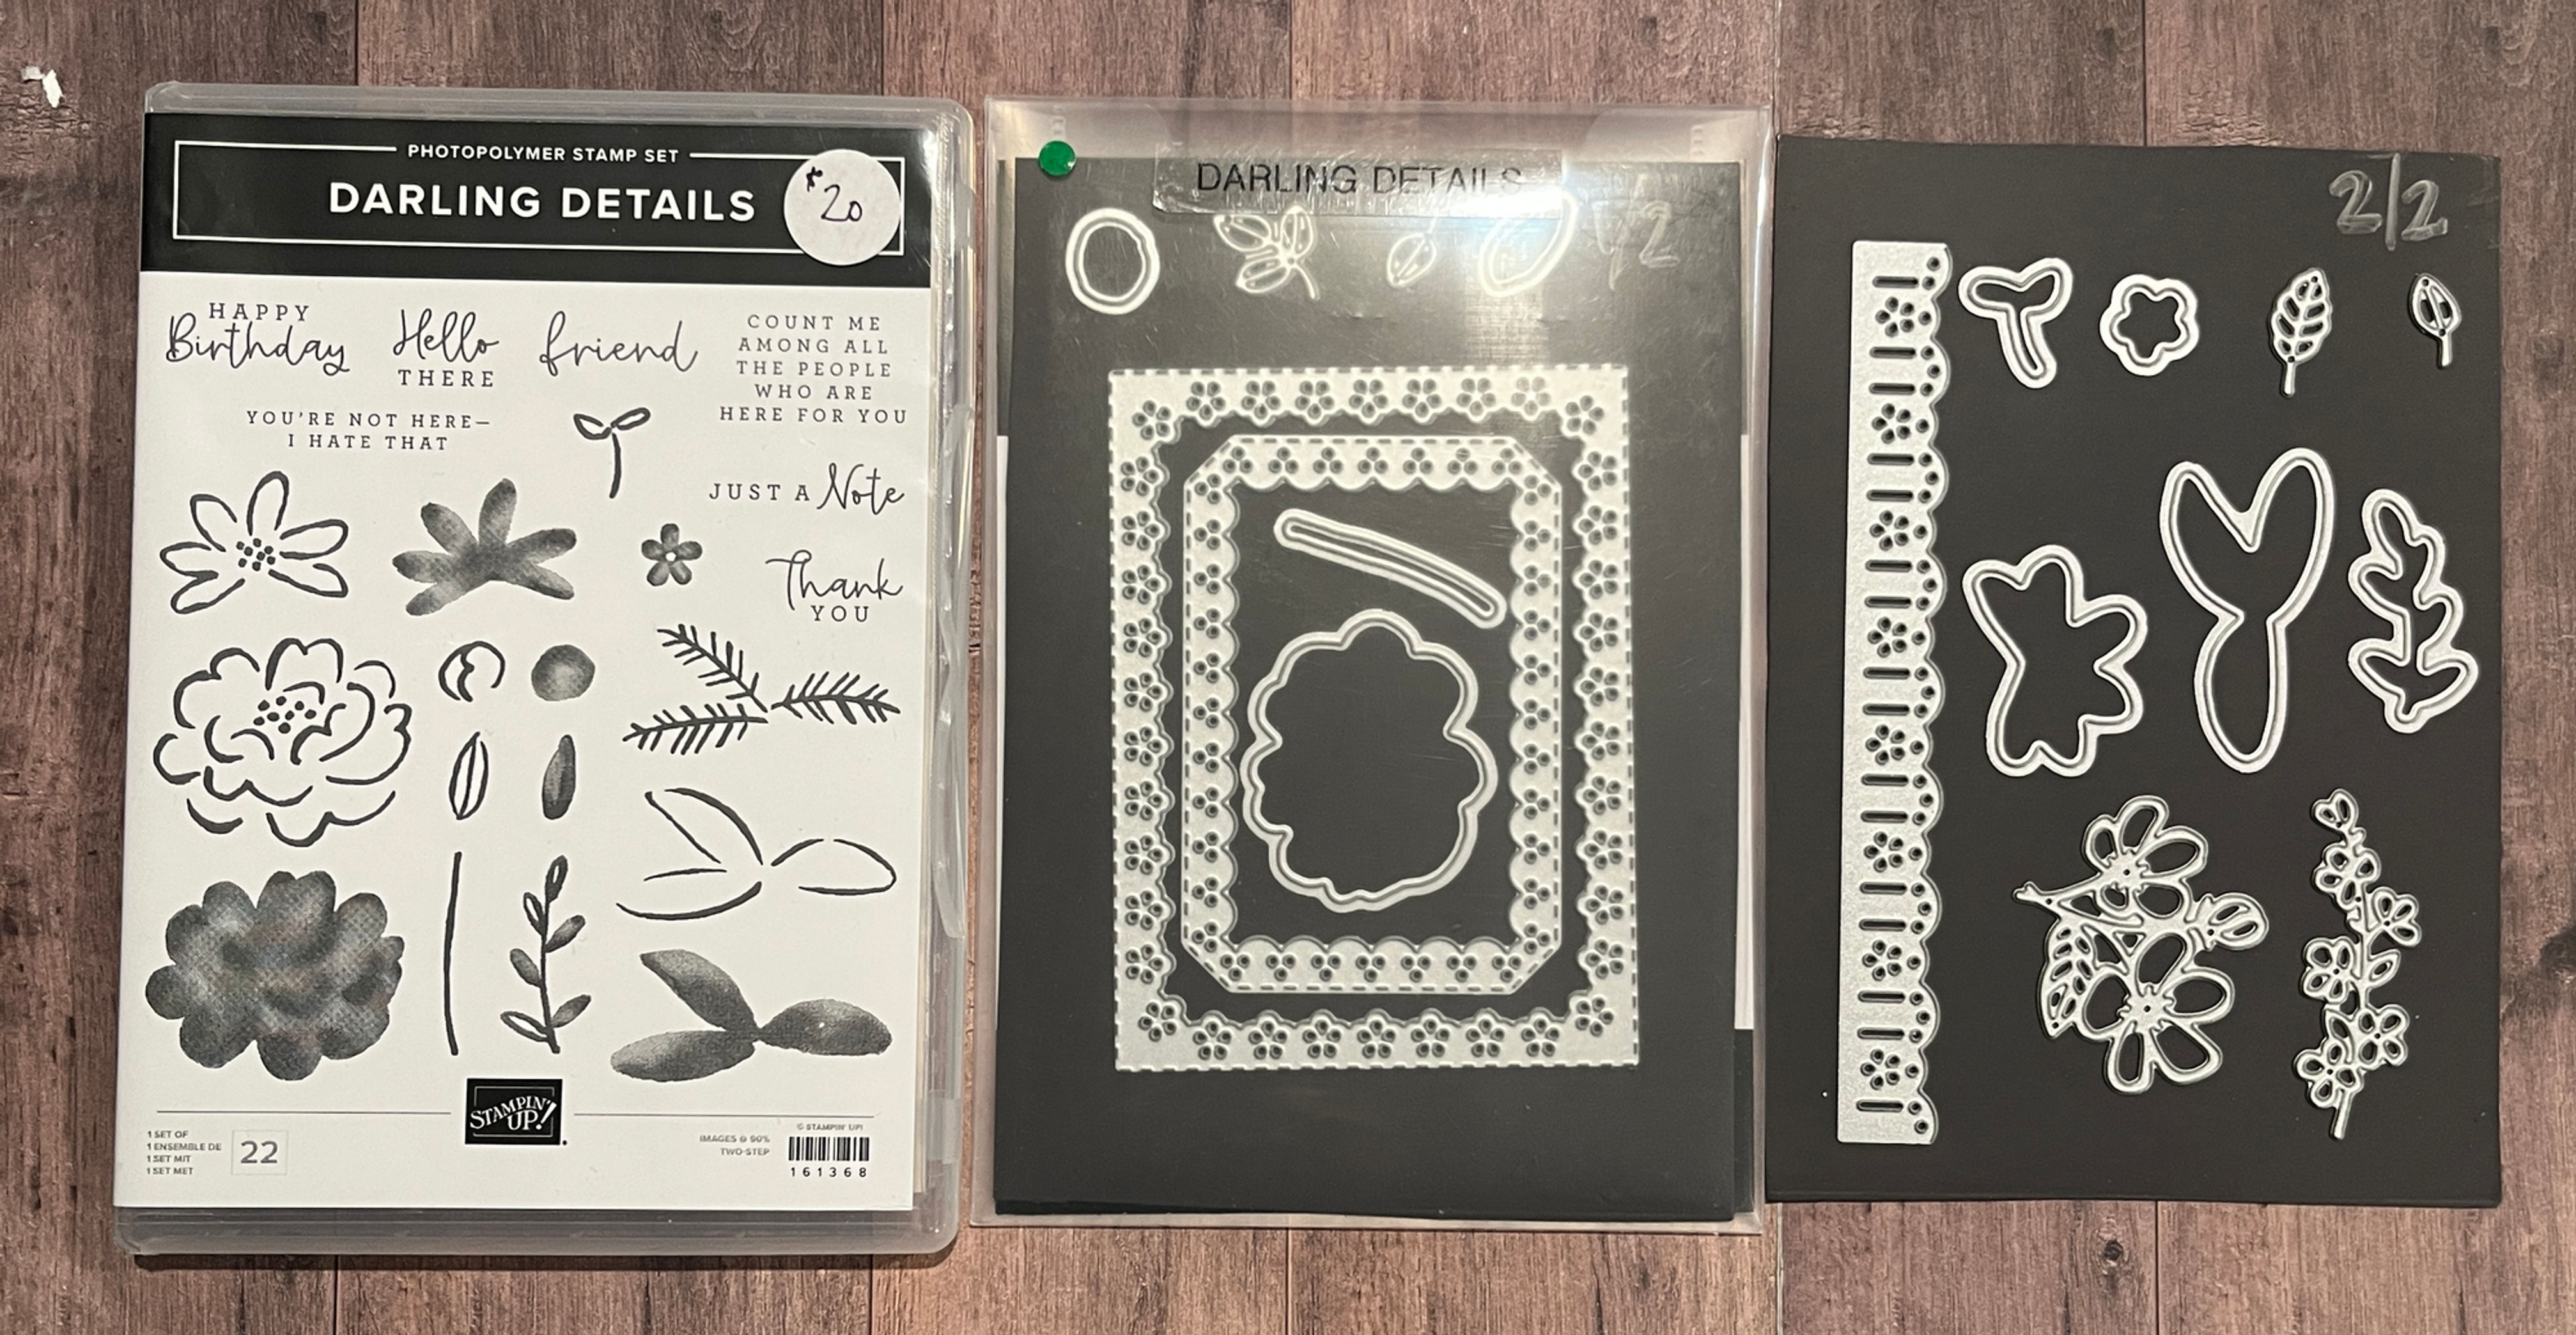 PHOTOPOLYMER STAMP SET
DARLING DETAILS
$20
HAPPY
Birthday
Hello
THERE
friend
COUNT ME
AMONG ALL
THE PEOPLE
WHO ARE
HERE FOR YOU
YOU'RE NOT HERE—
I HATE THAT
JUST A Note
Thank
YOU
STAMPIN'
UP!
1 SET OF
1 ENSEMBLE DE
1 SET MIT
1 SET MET
22
IMAGES @ 90%
TWO-STEP
© STAMPIN' UP!
161368
DARLING DETAILS
1/2
2/2